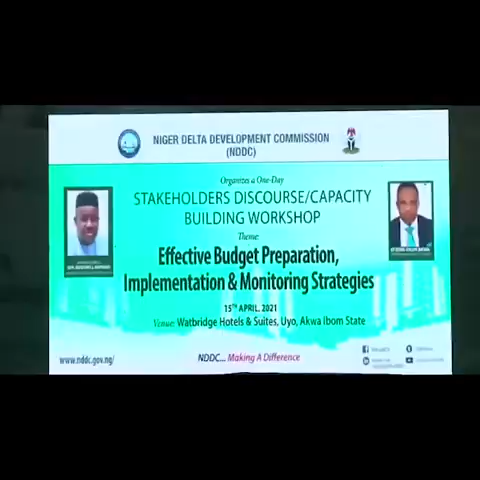 NIGER DELTA DEVELOPMENT COMMISSION
(NDDC)
Organizes a One-Day
STAKEHOLDERS DISCOURSE/CAPACITY
BUILDING WORKSHOP
Theme:
Effective Budget Preparation,
Implementation & Monitoring Strategies
15TH APRIL, 2021
Venue: Watbridge Hotels & Suites, Uyo, Akwa Ibom State
www.nddc.gov.ng/
NDDC... Making A Difference